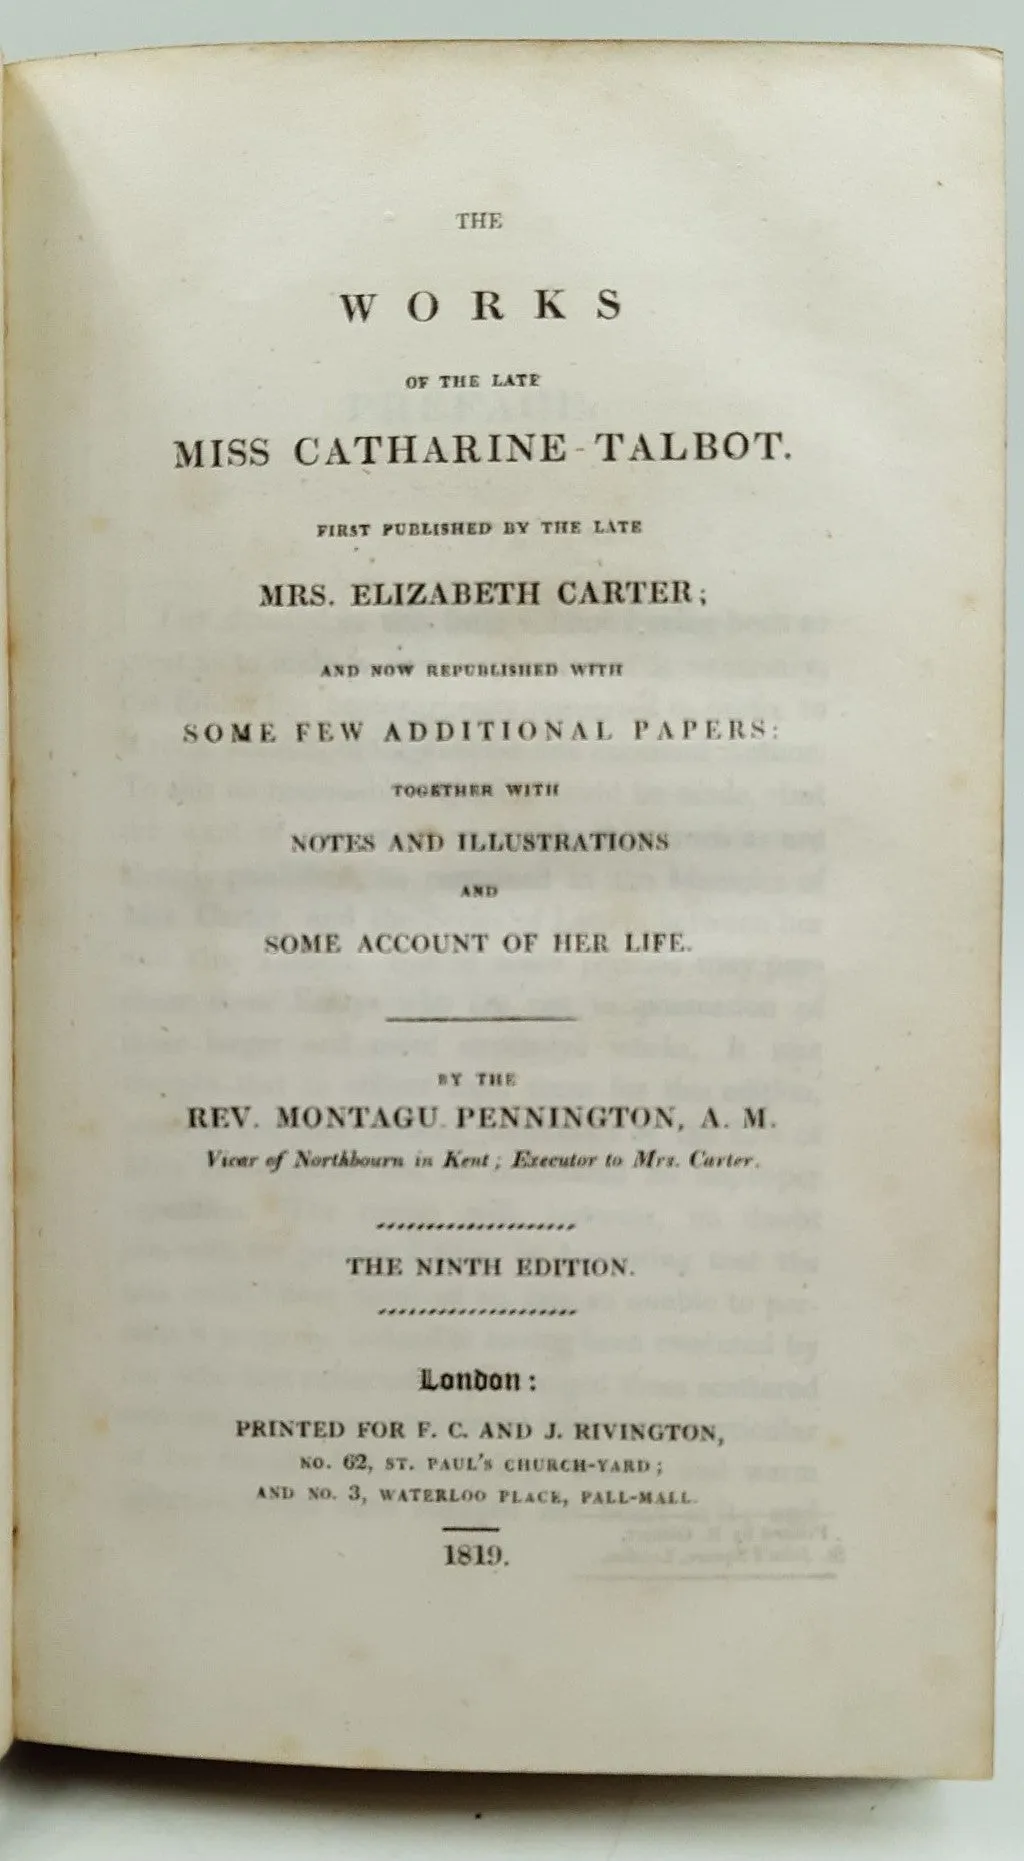 THE
WORKS
OF THE LATE
MISS CATHARINE TALBOT.
FIRST PUBLISHED BY THE LATE
MRS. ELIZABETH CARTER;
AND NOW REPUBLISHED WITH
SOME FEW ADDITIONAL PAPERS:
TOGETHER WITH
NOTES AND ILLUSTRATIONS
AND
SOME ACCOUNT OF HER LIFE.
BY THE
REV. MONTAGU PENNINGTON, A. M.
Vicar of Northbourn in Kent; Executor to Mrs. Carter.
THE NINTH EDITION.
London:
PRINTED FOR F. C. AND J. RIVINGTON,
NO. 62, ST. PAUL'S CHURCH-YARD;
AND NO. 3, WATERLOO PLACE, PALL-MALL.
1819.